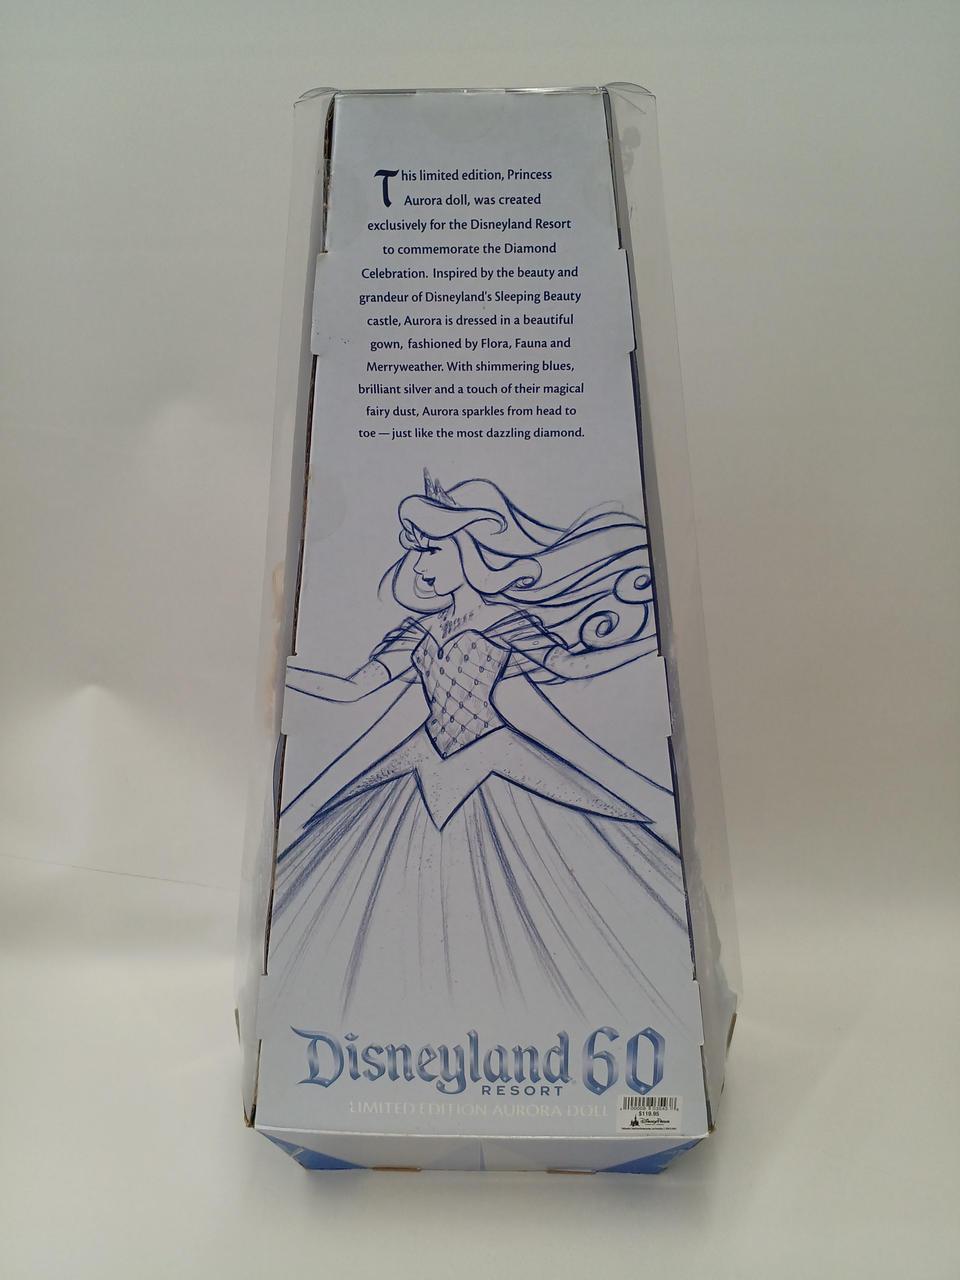 This limited edition, Princess
Aurora doll, was created
exclusively for the Disneyland Resort
to commemorate the Diamond
Celebration. Inspired by the beauty and
grandeur of Disneyland's Sleeping Beauty
castle, Aurora is dressed in a beautiful
gown, fashioned by Flora, Fauna and
Merryweather. With shimmering blues,
brilliant silver and a touch of their magical
fairy dust, Aurora sparkles from head to
toe — just like the most dazzling diamond.
Disneyland 60
RESORT
LIMITED EDITION AURORA DOLL
$119.95
Disney Parks